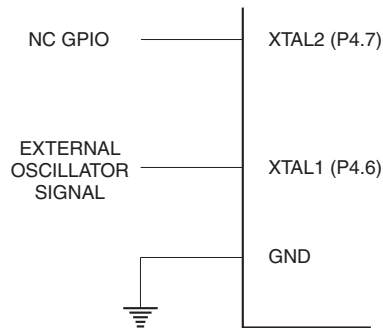 NC GPIO
XTAL2 (P4.7)
EXTERNAL
OSCILLATOR
SIGNAL
XTAL1 (P4.6)
GND